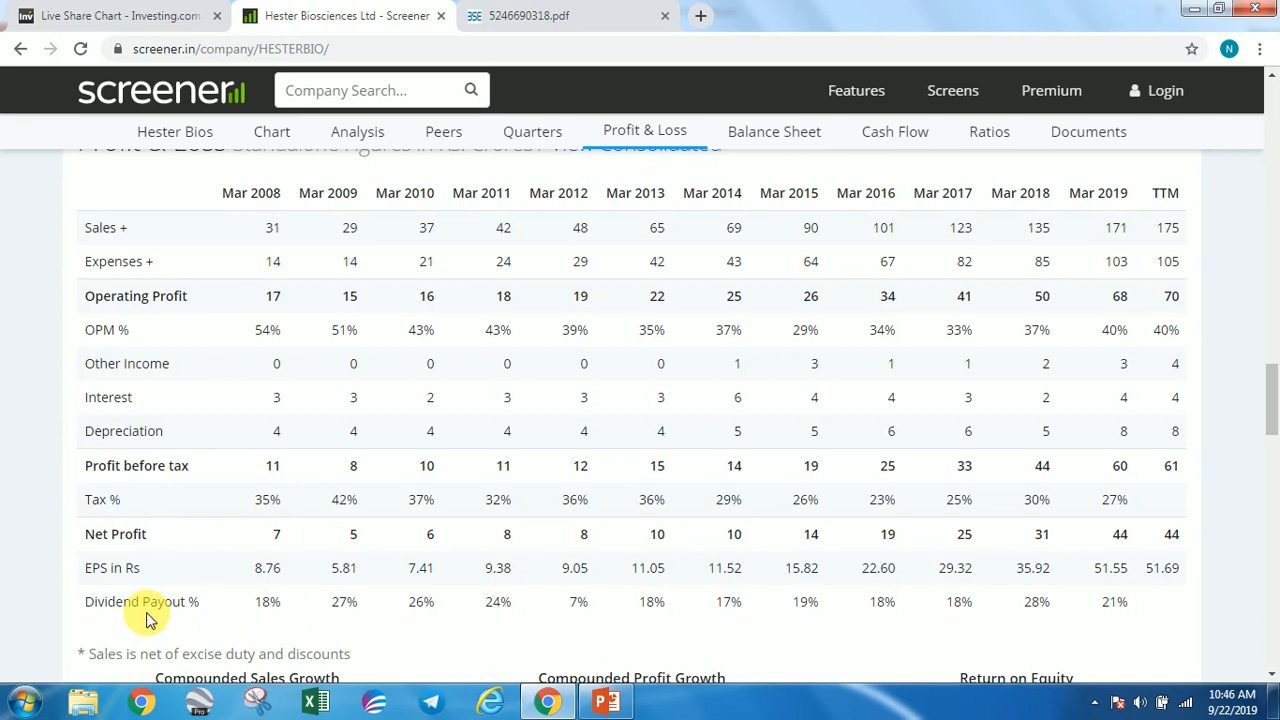 Live Share Chart - Investing.com
Hester Biosciences Ltd - Screener
5246690318.pdf
screener.in/company/HESTERBIO/
N
screener
Company Search...
Features Screens Premium Login
Hester Bios Chart Analysis Peers Quarters Profit & Loss Balance Sheet Cash Flow Ratios Documents
Profit & Loss Standalone Figures in Rs. Crores / View Consolidated
Mar 2008 Mar 2009 Mar 2010 Mar 2011 Mar 2012 Mar 2013 Mar 2014 Mar 2015 Mar 2016 Mar 2017 Mar 2018 Mar 2019 TTM
Sales + 31 29 37 42 48 65 69 90 101 123 135 171 175
Expenses + 14 14 21 24 29 42 43 64 67 82 85 103 105
Operating Profit 17 15 16 18 19 22 25 26 34 41 50 68 70
OPM % 54% 51% 43% 43% 39% 35% 37% 29% 34% 33% 37% 40% 40%
Other Income 0 0 0 0 0 0 1 3 1 1 2 3 4
Interest 3 3 2 3 3 3 6 4 4 3 2 4 4
Depreciation 4 4 4 4 4 4 5 5 6 6 5 8 8
Profit before tax 11 8 10 11 12 15 14 19 25 33 44 60 61
Tax % 35% 42% 37% 32% 36% 36% 29% 26% 23% 25% 30% 27%
Net Profit 7 5 6 8 8 10 10 14 19 25 31 44 44
EPS in Rs 8.76 5.81 7.41 9.38 9.05 11.05 11.52 15.82 22.60 29.32 35.92 51.55 51.69
Dividend Payout % 18% 27% 26% 24% 7% 18% 17% 19% 18% 18% 28% 21%
* Sales is net of excise duty and discounts
Compounded Sales Growth Compounded Profit Growth Return on Equity
Pro
10:46 AM
9/22/2019